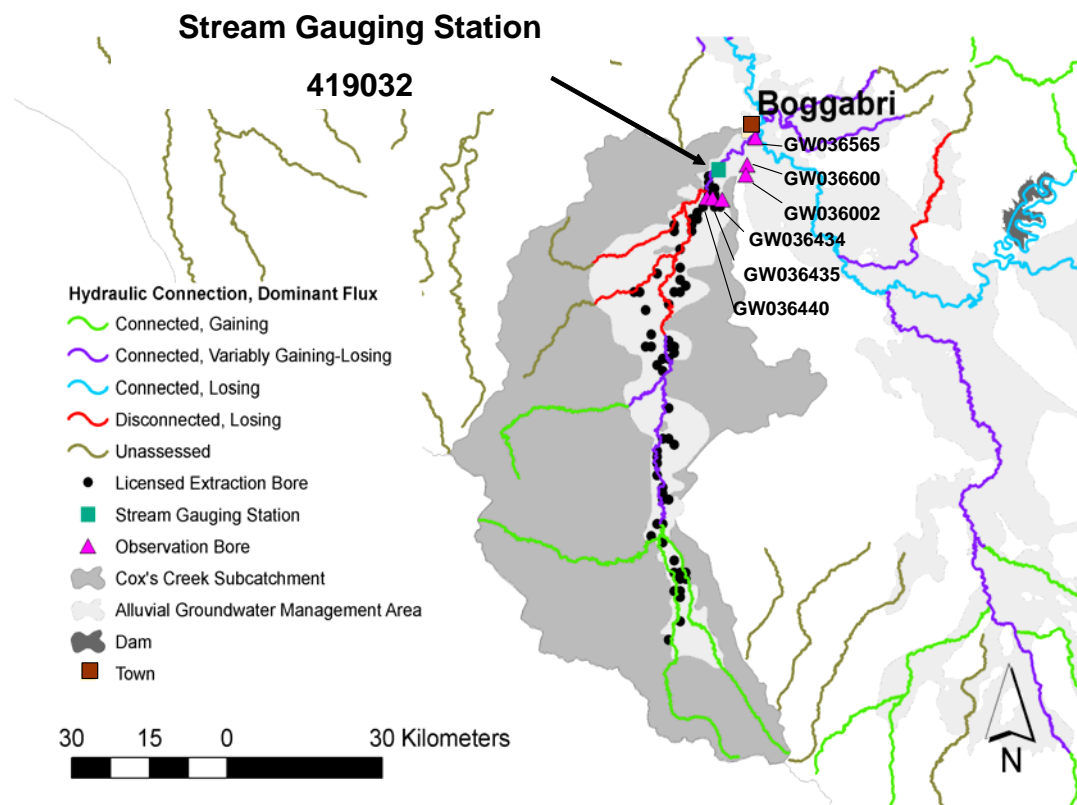 Stream Gauging Station
419032
Boggabri
GW036565
GW036600
GW036002
GW036434
GW036435
GW036440
Hydraulic Connection, Dominant Flux
Connected, Gaining
Connected, Variably Gaining-Losing
Connected, Losing
Disconnected, Losing
Unassessed
Licensed Extraction Bore
Stream Gauging Station
Observation Bore
Cox's Creek Subcatchment
Alluvial Groundwater Management Area
Dam
Town
30 15 0 30 Kilometers
N